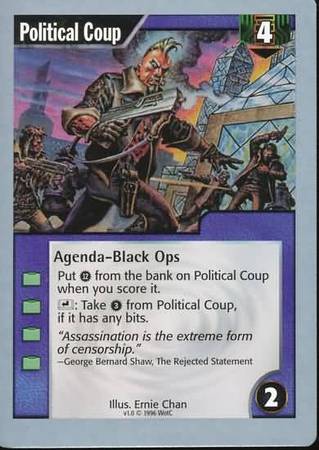 Political Coup
4
Agenda-Black Ops
Put 12 from the bank on Political Coup
when you score it.
: Take 3 from Political Coup,
if it has any bits.
“Assassination is the extreme form
of censorship.”
—George Bernard Shaw, The Rejected Statement
2
Illus. Ernie Chan
v1.0 © 1996 WotC